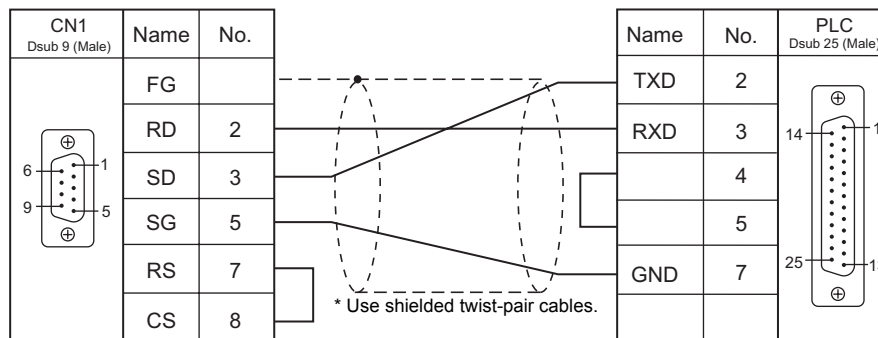 CN1
Dsub 9 (Male)
Name
No.
FG
RD
2
SD
3
SG
5
RS
7
CS
8
6
1
9
5
* Use shielded twist-pair cables.
Name
No.
PLC
Dsub 25 (Male)
TXD
2
RXD
3
4
5
GND
7
14
1
25